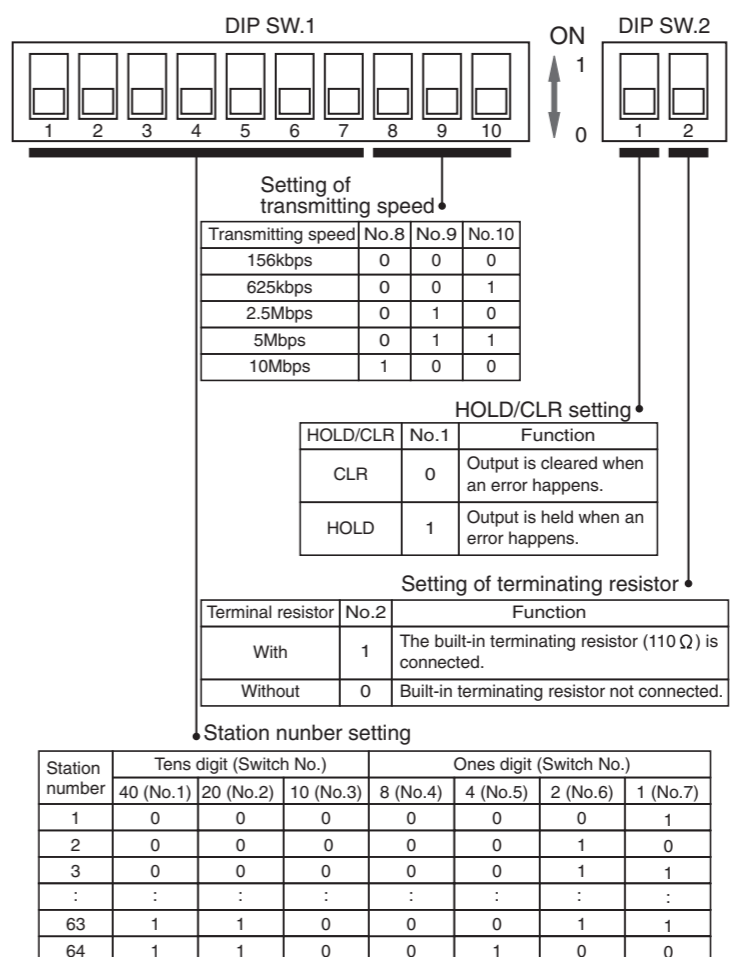 DIP SW.1
ON
DIP SW.2
1
0
1 2 3 4 5 6 7 8 9 10
1 2
Setting of
transmitting speed
Transmitting speed No.8 No.9 No.10
156kbps 0 0 0
625kbps 0 0 1
2.5Mbps 0 1 0
5Mbps 0 1 1
10Mbps 1 0 0
HOLD/CLR setting
HOLD/CLR No.1 Function
CLR 0 Output is cleared when
an error happens.
HOLD 1 Output is held when an
error happens.
Setting of terminating resistor
Terminal resistor No.2 Function
With 1 The built-in terminating resistor (110 Ω) is
connected.
Without 0 Built-in terminating resistor not connected.
Station nunber setting
Station
number
Tens digit (Switch No.) Ones digit (Switch No.)
40 (No.1) 20 (No.2) 10 (No.3) 8 (No.4) 4 (No.5) 2 (No.6) 1 (No.7)
1 0 0 0 0 0 0 1
2 0 0 0 0 0 1 0
3 0 0 0 0 0 1 1
: : : : : : : :
63 1 1 0 0 0 1 1
64 1 1 0 0 1 0 0